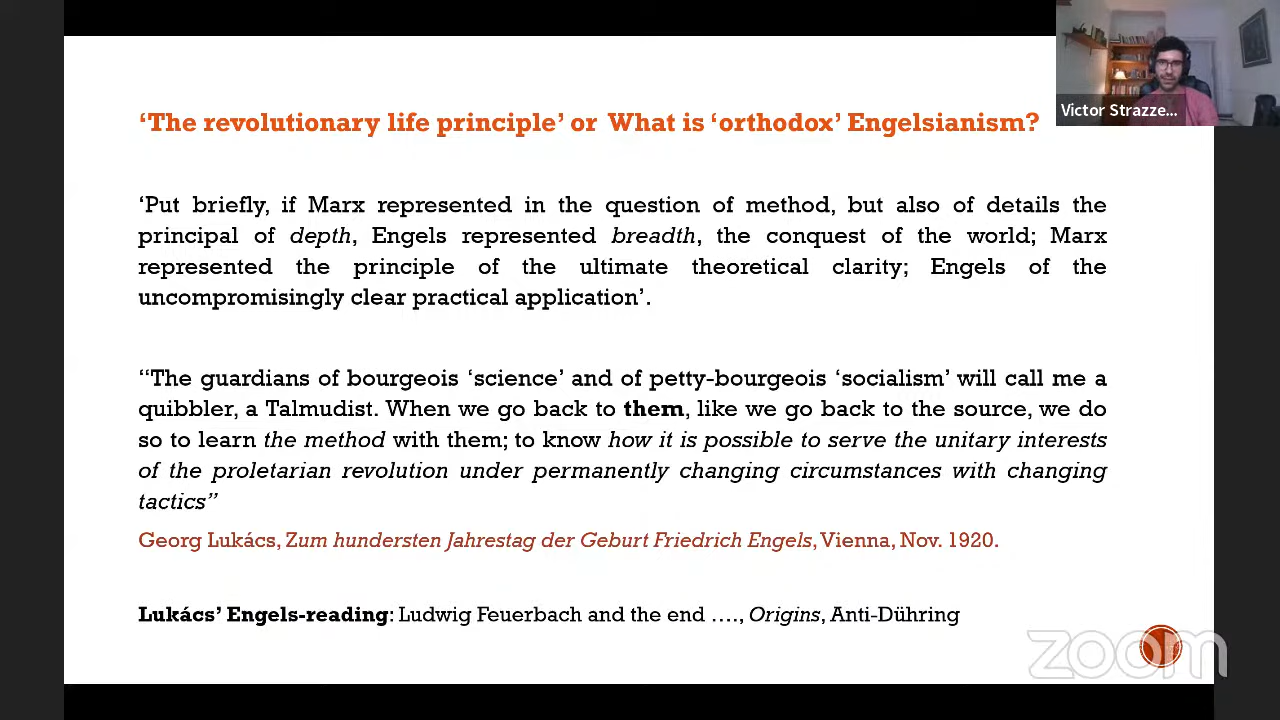 ‘The revolutionary life principle’ or What is ‘orthodox’ Engelsianism?
Victor Strazze...
‘Put briefly, if Marx represented in the question of method, but also of details the
principal of depth, Engels represented breadth, the conquest of the world; Marx
represented the principle of the ultimate theoretical clarity; Engels of the
uncompromisingly clear practical application’.
“The guardians of bourgeois ‘science’ and of petty-bourgeois ‘socialism’ will call me a
quibbler, a Talmudist. When we go back to them, like we go back to the source, we do
so to learn the method with them; to know how it is possible to serve the unitary interests
of the proletarian revolution under permanently changing circumstances with changing
tactics”
Georg Lukács, Zum hundersten Jahrestag der Geburt Friedrich Engels, Vienna, Nov. 1920.
Lukács’ Engels-reading: Ludwig Feuerbach and the end …., Origins, Anti-Dühring
zoom